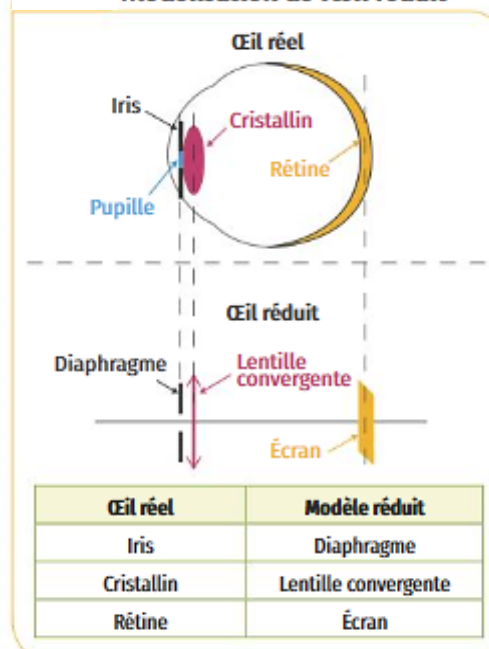 Œil réel
Iris
Cristallin
Rétine
Pupille
Œil réduit
Diaphragme
Lentille
convergente
Écran
Œil réel Modèle réduit
Iris Diaphragme
Cristallin Lentille convergente
Rétine Écran